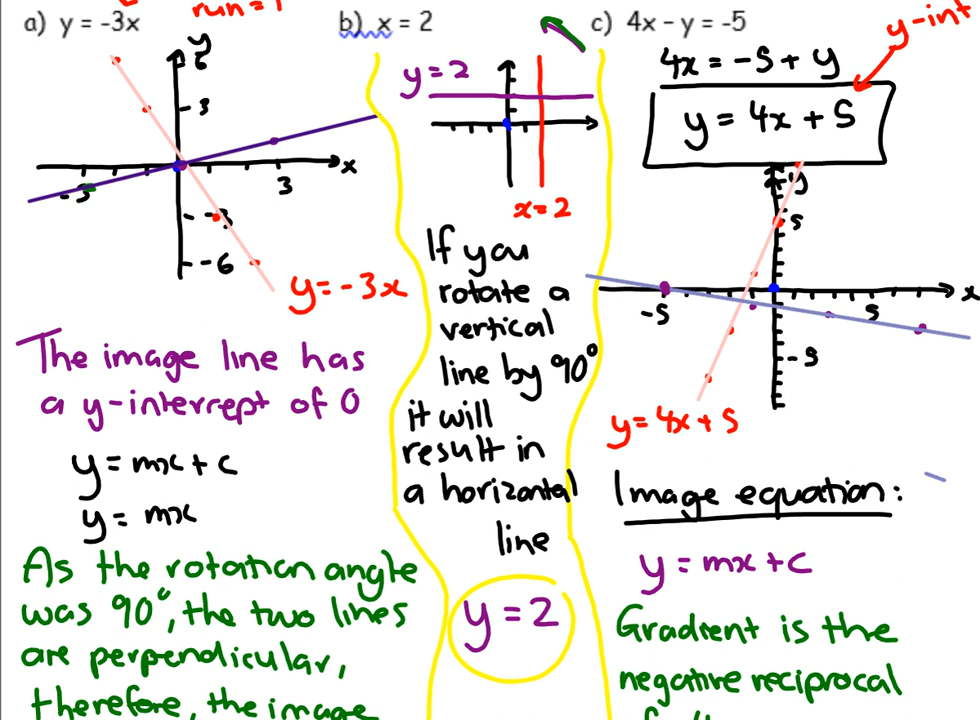 run = 1
a) y = -3x
b) x = 2
c) 4x - y = -5
y-int
y
6
3
-3
3
x
-3
-6
y = -3x
The image line has
a y-intercept of 0
y = mx + c
y = mx
As the rotation angle
was 90°, the two lines
are perpendicular,
therefore, the image
y = 2
x = 2
If you
rotate a
vertical
line by 90°
it will
result in
a horizontal
line
y = 2
4x = -5 + y
y = 4x + 5
y
5
-5
5
x
-5
y = 4x + 5
Image equation:
y = mx + c
Gradient is the
negative reciprocal